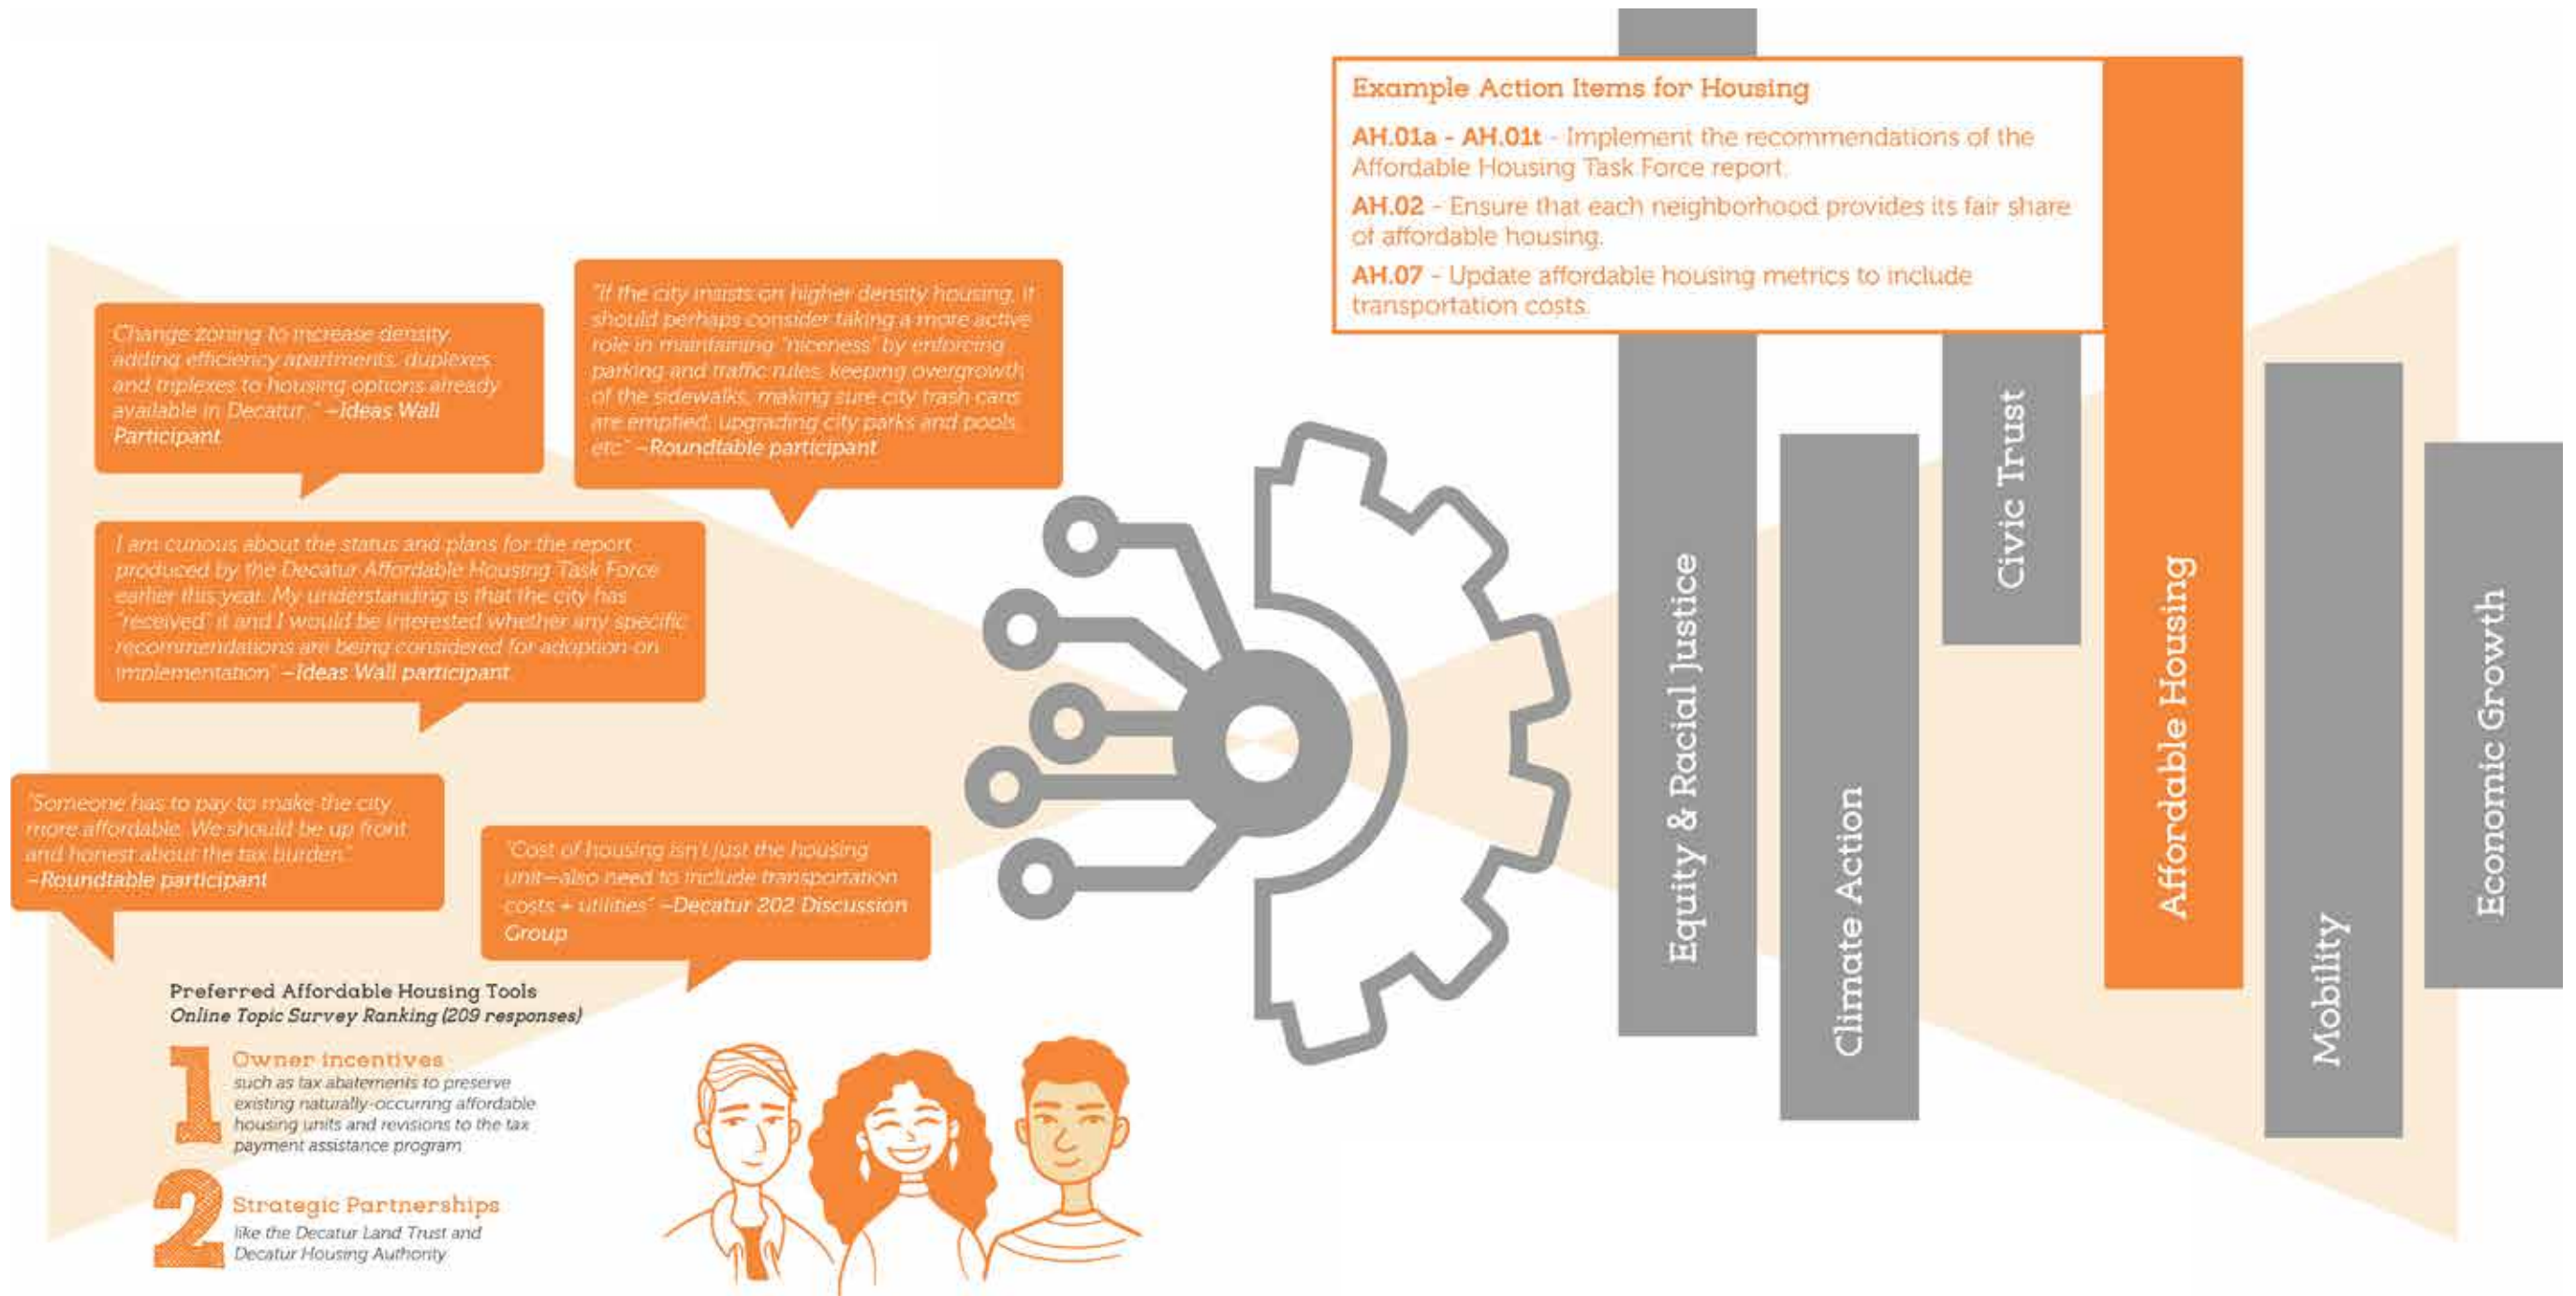 Change zoning to increase density,
adding efficiency apartments, duplexes
and triplexes to housing options already
available in Decatur." –Ideas Wall
Participant
"If the city insists on higher density housing, it
should perhaps consider taking a more active
role in maintaining "niceness" by enforcing
parking and traffic rules, keeping overgrowth
of the sidewalks, making sure city trash cans
are emptied, upgrading city parks and pools,
etc" –Roundtable participant
I am curious about the status and plans for the report
produced by the Decatur Affordable Housing Task Force
earlier this year. My understanding is that the city has
"received" it and I would be interested whether any specific
recommendations are being considered for adoption on
implementation" –Ideas Wall participant
"Someone has to pay to make the city
more affordable. We should be up front
and honest about the tax burden."
–Roundtable participant
"Cost of housing isn't just the housing
unit—also need to include transportation
costs + utilities" –Decatur 202 Discussion
Group
Preferred Affordable Housing Tools
Online Topic Survey Ranking (209 responses)
1
Owner incentives
such as tax abatements to preserve
existing naturally-occurring affordable
housing units and revisions to the tax
payment assistance program
2
Strategic Partnerships
like the Decatur Land Trust and
Decatur Housing Authority
Example Action Items for Housing
AH.01a - AH.01t - Implement the recommendations of the
Affordable Housing Task Force report.
AH.02 - Ensure that each neighborhood provides its fair share
of affordable housing.
AH.07 - Update affordable housing metrics to include
transportation costs.
Equity & Racial Justice
Climate Action
Civic Trust
Affordable Housing
Mobility
Economic Growth